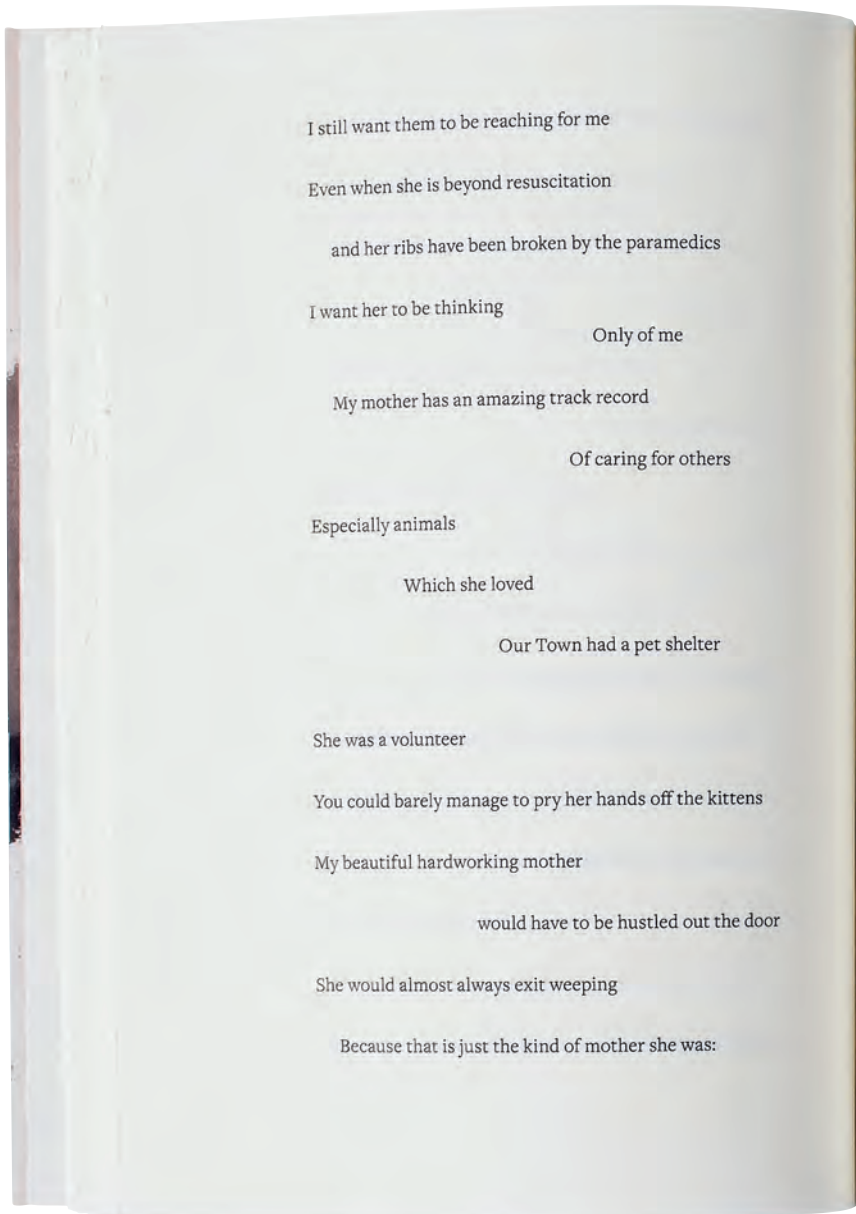 I still want them to be reaching for me
Even when she is beyond resuscitation
and her ribs have been broken by the paramedics
I want her to be thinking
Only of me
My mother has an amazing track record
Of caring for others
Especially animals
Which she loved
Our Town had a pet shelter
She was a volunteer
You could barely manage to pry her hands off the kittens
My beautiful hardworking mother
would have to be hustled out the door
She would almost always exit weeping
Because that is just the kind of mother she was: